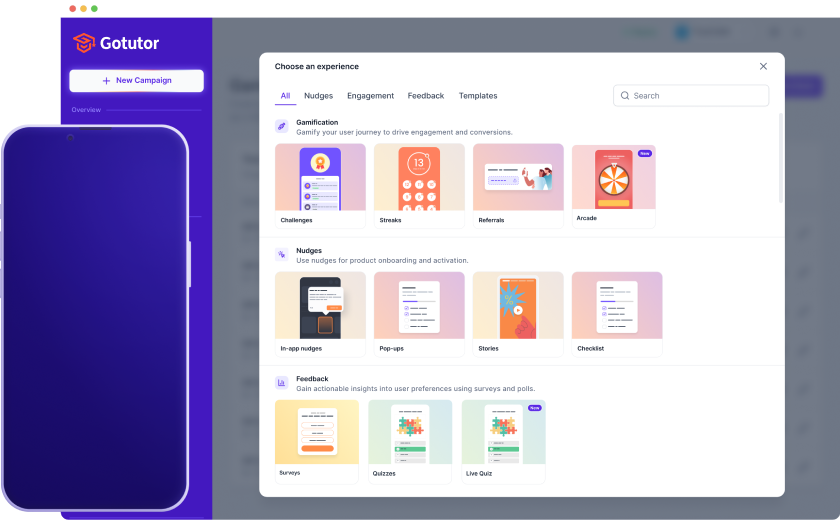 Gotutor
+ New Campaign
Overview
Choose an experience
All
Nudges
Engagement
Feedback
Templates
Search
Gamification
Gamify your user journey to drive engagement and conversions.
Challenges
Streaks
13
Referrals
New
Arcade
Nudges
Use nudges for product onboarding and activation.
In-app nudges
Pop-ups
Stories
Checklist
Feedback
Gain actionable insights into user preferences using surveys and polls.
Surveys
Quizzes
New
Live Quiz